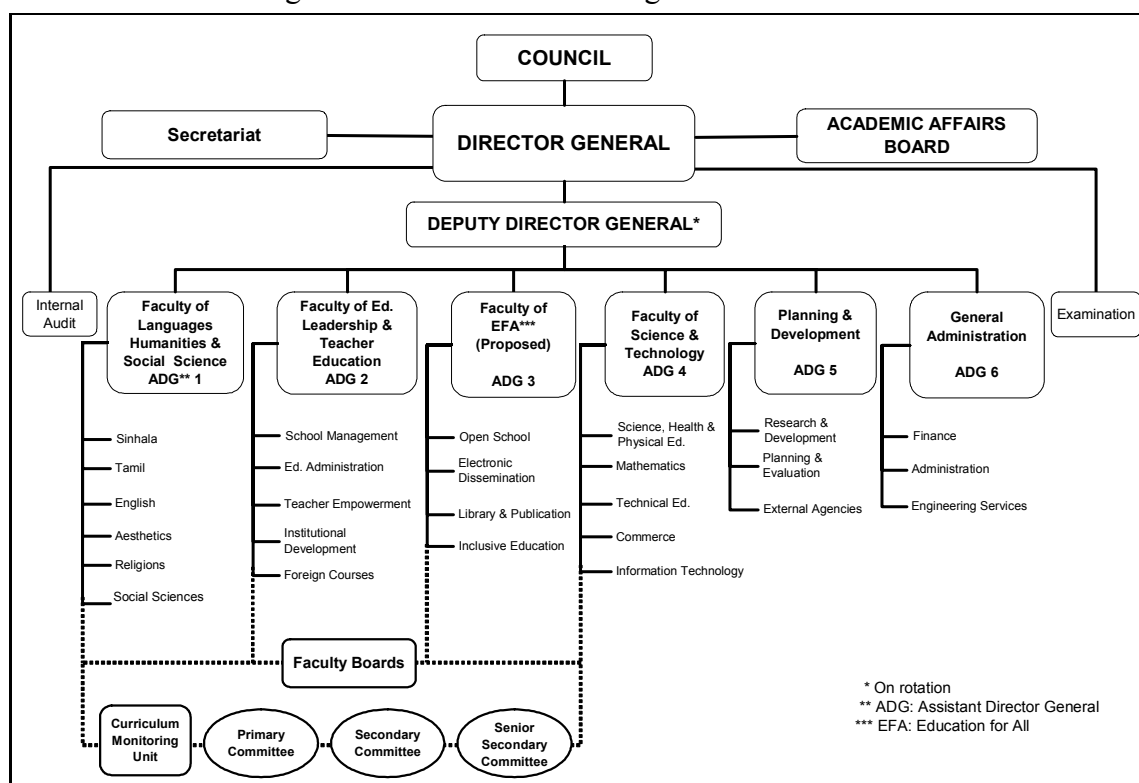 COUNCIL
Secretariat
DIRECTOR GENERAL
ACADEMIC AFFAIRS
BOARD
DEPUTY DIRECTOR GENERAL*
Internal
Audit
Faculty of
Languages
Humanities &
Social Science
ADG** 1
Faculty of Ed.
Leadership &
Teacher
Education
ADG 2
Faculty of
EFA***
(Proposed)
ADG 3
Faculty of
Science &
Technology
ADG 4
Planning &
Development
ADG 5
General
Administration
ADG 6
Examination
Sinhala
Tamil
English
Aesthetics
Religions
Social Sciences
School Management
Ed. Administration
Teacher Empowerment
Institutional
Development
Foreign Courses
Open School
Electronic
Dissemination
Library & Publication
Inclusive Education
Science, Health &
Physical Ed.
Mathematics
Technical Ed.
Commerce
Information Technology
Research &
Development
Planning &
Evaluation
External Agencies
Finance
Administration
Engineering Services
Faculty Boards
Curriculum
Monitoring
Unit
Primary
Committee
Secondary
Committee
Senior
Secondary
Committee
* On rotation
** ADG: Assistant Director General
*** EFA: Education for All